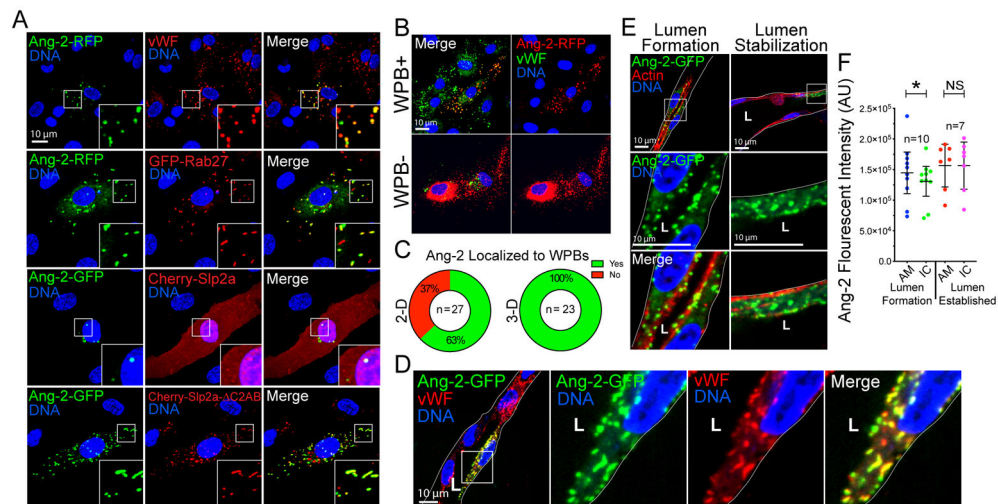 A
Ang-2-RFP
DNA
vWF
DNA
Merge
10 µm
Ang-2-RFP
DNA
GFP-Rab27
DNA
Merge
Ang-2-GFP
DNA
Cherry-Slp2a
DNA
Merge
Ang-2-GFP
DNA
Cherry-Slp2a-ΔC2AB
DNA
Merge
B
WPB+
Merge
10 µm
Ang-2-RFP
vWF
DNA
WPB-
C
Ang-2 Localized to WPBs
Yes
No
2-D
37%
n=27
63%
3-D
100%
n=23
D
Ang-2-GFP
vWF
DNA
L
10 µm
Ang-2-GFP
DNA
L
vWF
DNA
L
Merge
L
E
Lumen
Formation
Lumen
Stabilization
Ang-2-GFP
Actin
DNA
10 µm
L
10 µm
Ang-2-GFP
DNA
L
L
Merge
L
L
F
Ang-2 Flourescent Intensity (AU)
2.5×10⁵
2.0×10⁵
1.5×10⁵
1.0×10⁵
5.0×10⁴
0.0
*
NS
n=10
n=7
AM
IC
AM
IC
Lumen
Formation
Lumen
Established